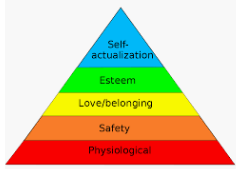 Self-
actualization
Esteem
Love/belonging
Safety
Physiological